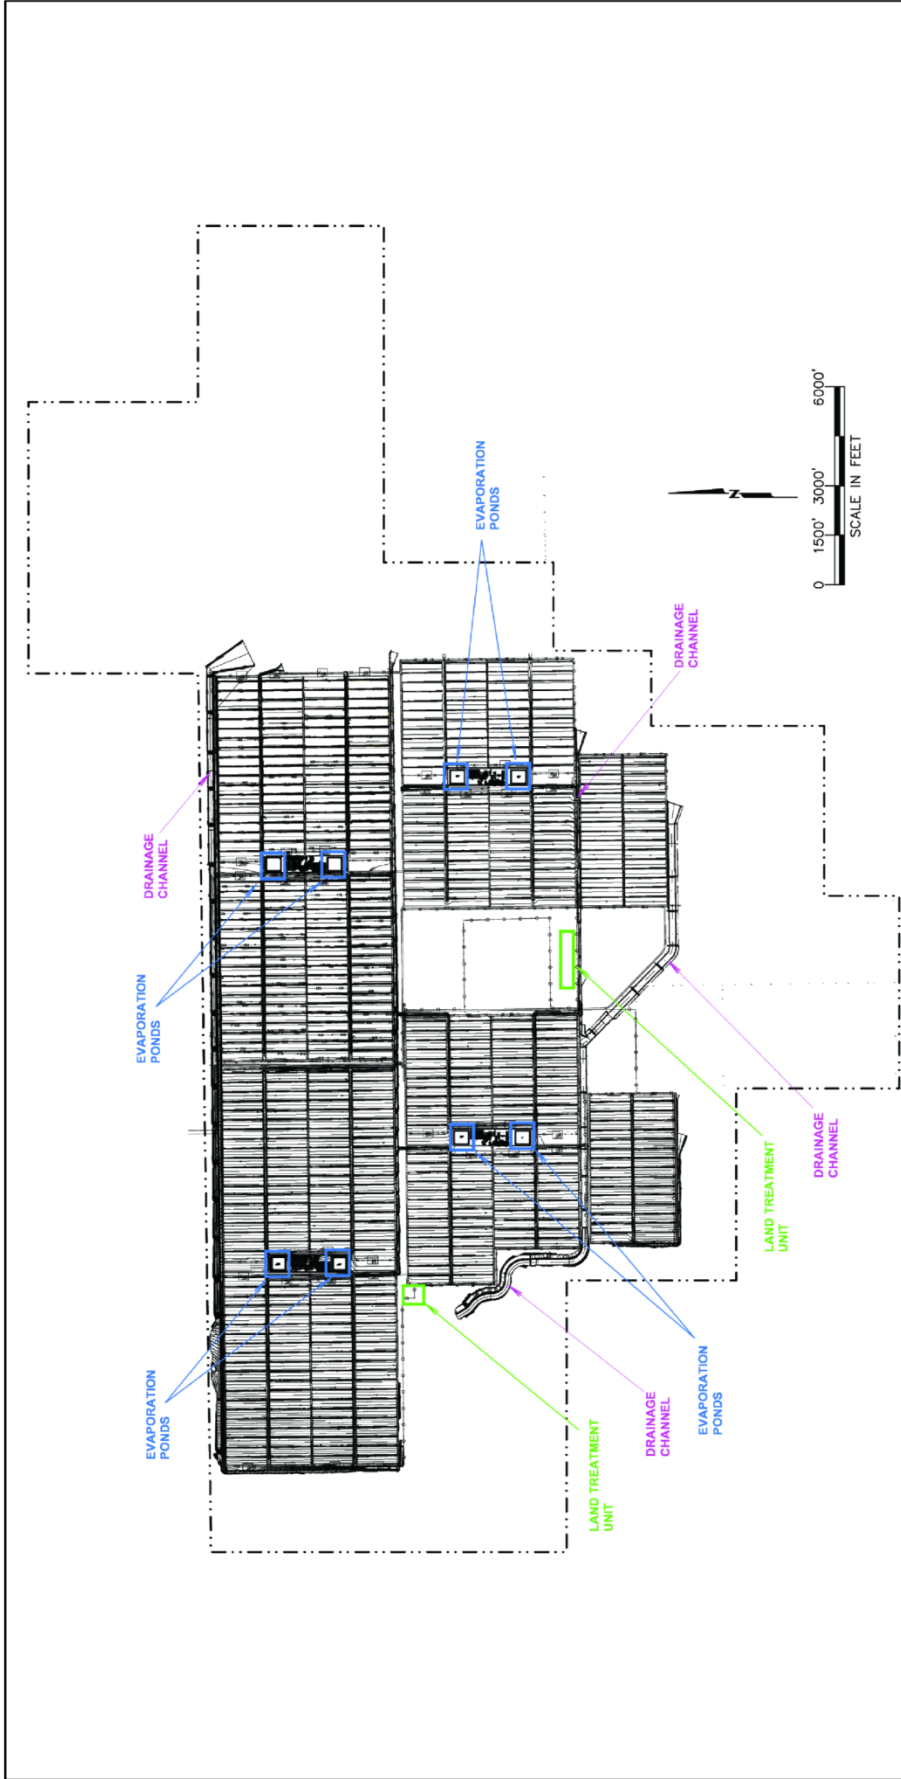 EVAPORATION
PONDS
EVAPORATION
PONDS
DRAINAGE
CHANNEL
EVAPORATION
PONDS
LAND TREATMENT
UNIT
DRAINAGE
CHANNEL
EVAPORATION
PONDS
DRAINAGE
CHANNEL
LAND TREATMENT
UNIT
DRAINAGE
CHANNEL
N
0 1500' 3000' 6000'
SCALE IN FEET